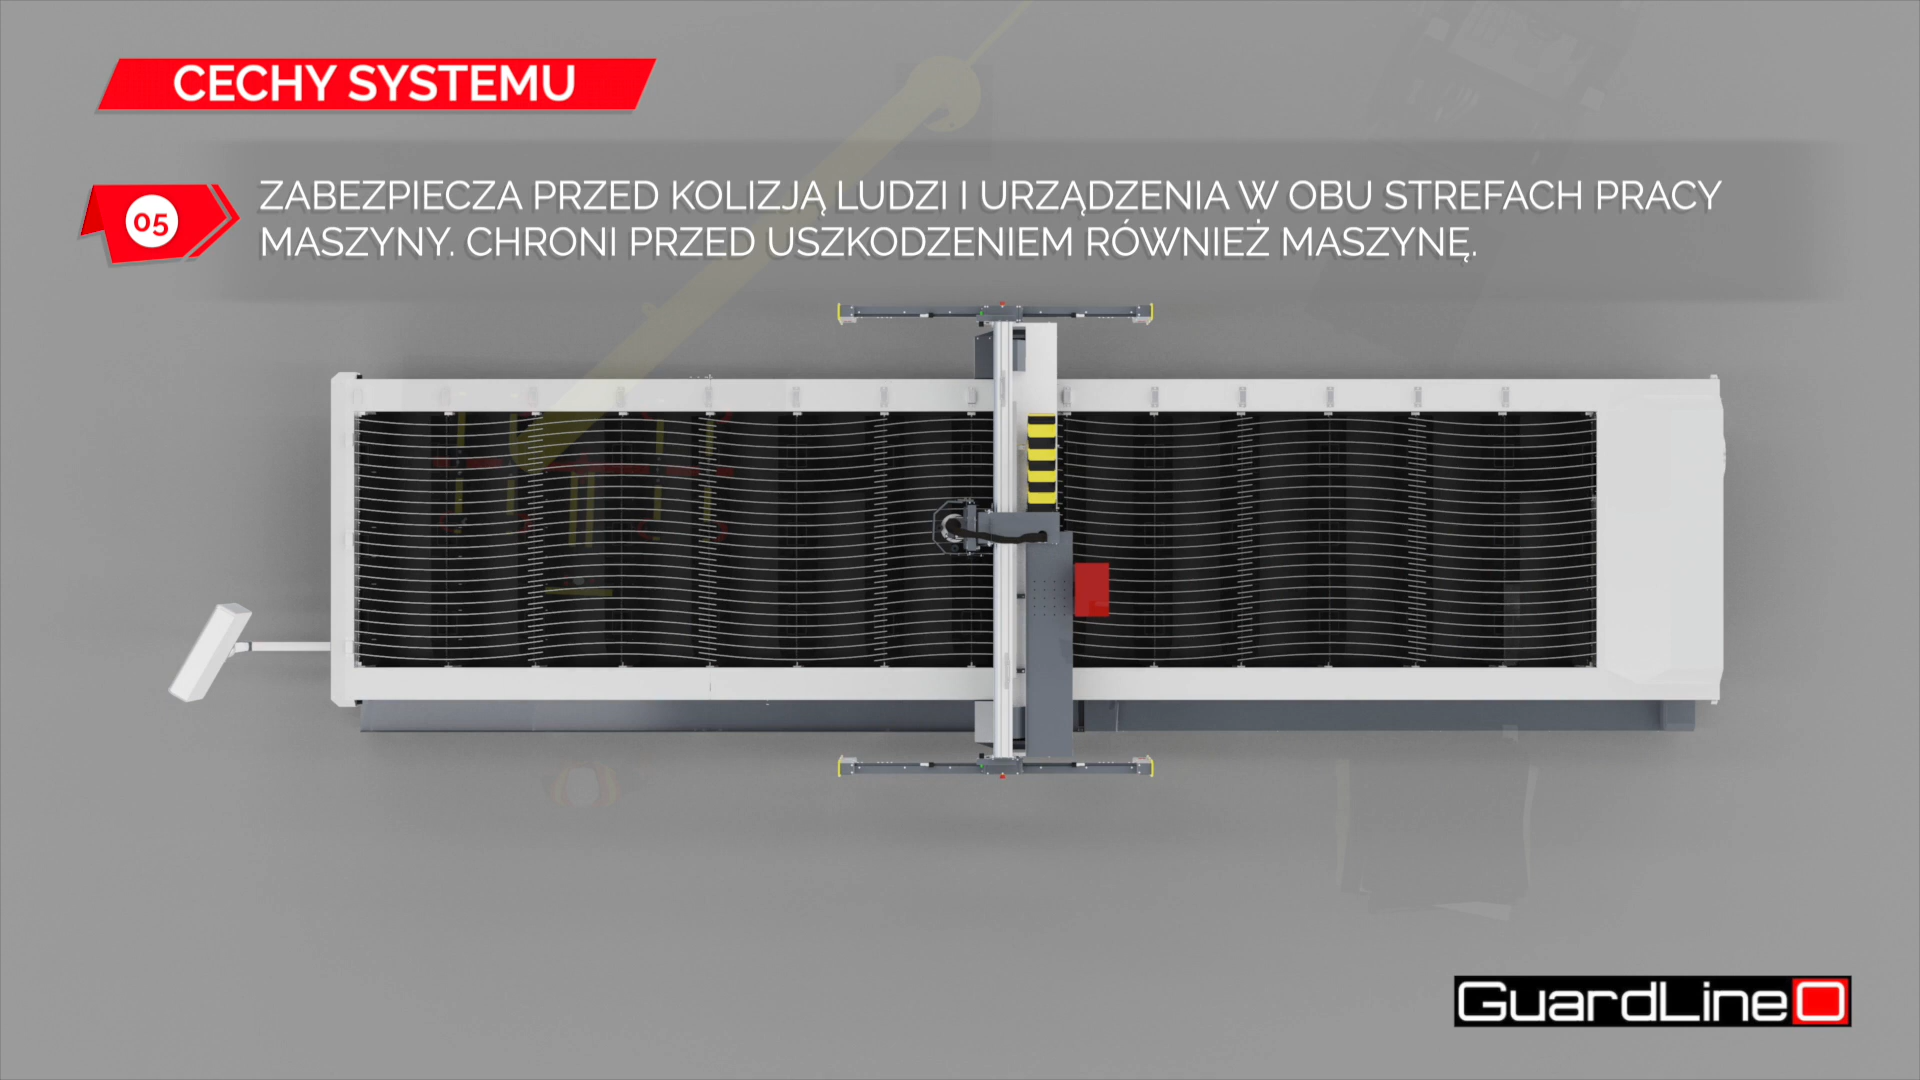 CECHY SYSTEMU
05
ZABEZPIECZA PRZED KOLIZJĄ LUDZI I URZĄDZENIA W OBU STREFACH PRACY
MASZYNY. CHRONI PRZED USZKODZENIEM RÓWNIEŻ MASZYNĘ.
GuardLine